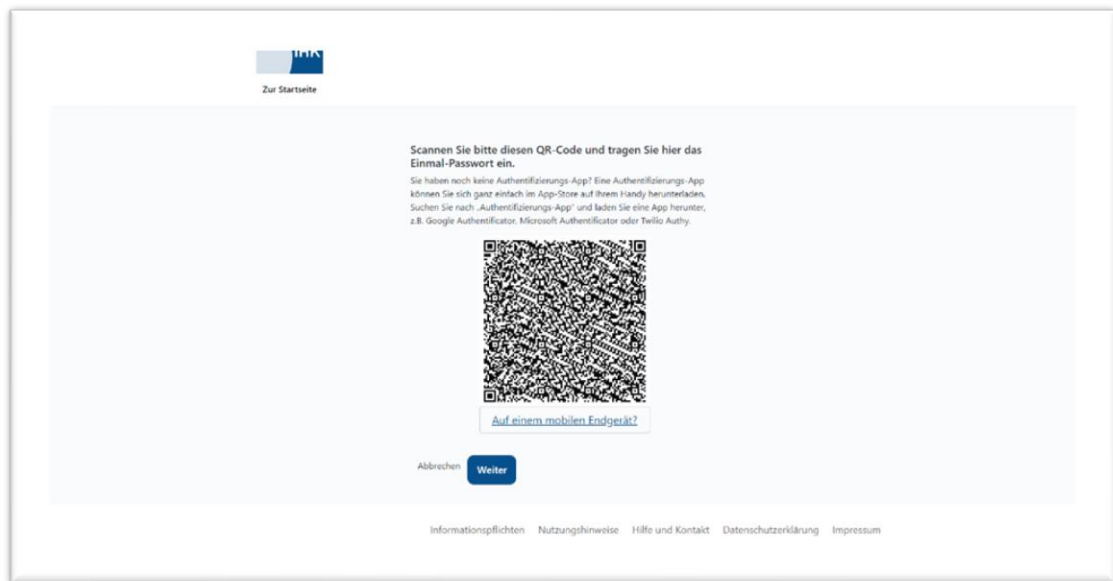 IHK
Zur Startseite
Scannen Sie bitte diesen QR-Code und tragen Sie hier das
Einmal-Passwort ein.
Sie haben noch keine Authentifizierungs-App? Eine Authentifizierungs-App
können Sie sich ganz einfach im App-Store auf Ihrem Handy herunterladen.
Suchen Sie nach „Authentifizierungs-App" und laden Sie eine App herunter,
z.B. Google Authentificator, Microsoft Authentificator oder Twilio Authy.
Auf einem mobilen Endgerät?
Abbrechen Weiter
Informationspflichten Nutzungshinweise Hilfe und Kontakt Datenschutzerklärung Impressum